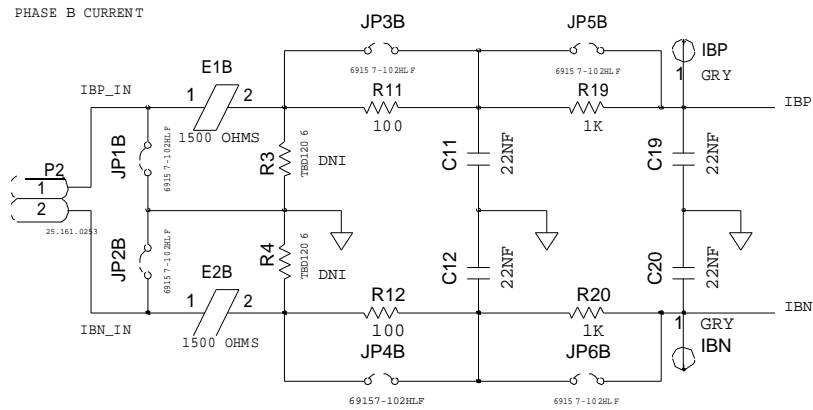 PHASE B CURRENT
JP3B
JP5B
IBP
69157-102HLF
69157-102HLF
1 GRY
E1B
IBP_IN
1 2
R11
R19
IBP
1500 OHMS
100
1K
JP1B
69157-102HLF
R3
TBD1206
DNI
C11
22NF
C19
22NF
P2
1
2
25.161.0253
JP2B
69157-102HLF
R4
TBD1206
DNI
C12
22NF
C20
22NF
E2B
1 2
R12
R20
IBN
IBN_IN
1500 OHMS
100
1K
1 GRY
IBN
JP4B
JP6B
69157-102HLF
69157-102HLF